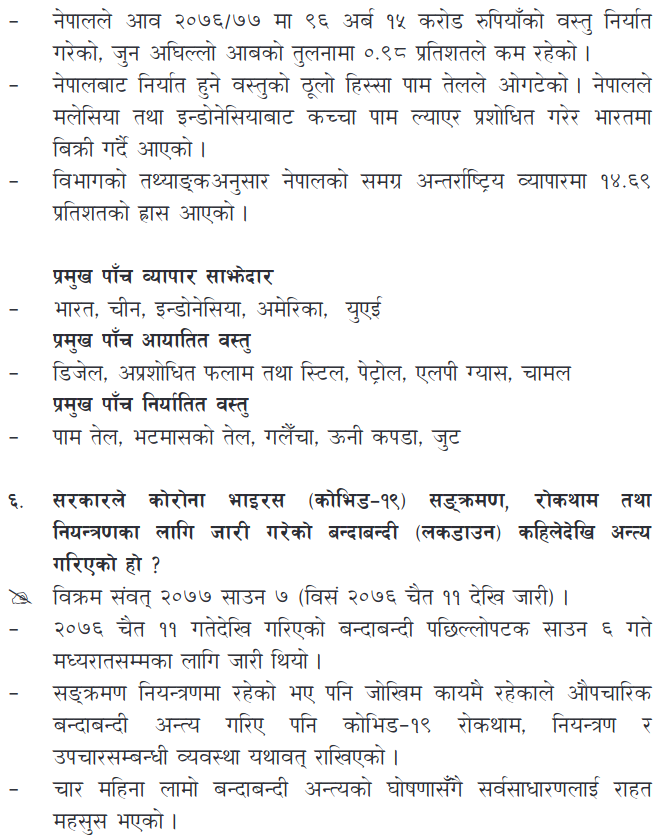 – नेपालले आव २०७६/७७ मा ९६ अर्ब १५ करोड रुपियाँको वस्तु निर्यात
गरेको, जुन अघिल्लो आबको तुलनामा ०.९८ प्रतिशतले कम रहेको ।
– नेपालबाट निर्यात हुने वस्तुको ठूलो हिस्सा पाम तेलले ओगटेको । नेपालले
मलेसिया तथा इन्डोनेसियाबाट कच्चा पाम ल्याएर प्रशोधित गरेर भारतमा
बिक्री गर्दै आएको ।
– विभागको तथ्याङ्कअनुसार नेपालको समग्र अन्तर्राष्ट्रिय व्यापारमा १४.६९
प्रतिशतको ह्रास आएको ।
प्रमुख पाँच व्यापार साझेदार
– भारत, चीन, इन्डोनेसिया, अमेरिका, युएई
प्रमुख पाँच आयातित वस्तु
– डिजेल, अप्रशोधित फलाम तथा स्टिल, पेट्रोल, एलपी ग्यास, चामल
प्रमुख पाँच निर्यातित वस्तु
– पाम तेल, भटमासको तेल, गलैँचा, ऊनी कपडा, जुट
६. सरकारले कोरोना भाइरस (कोभिड–१९) सङ्क्रमण, रोकथाम तथा
नियन्त्रणका लागि जारी गरेको बन्दाबन्दी (लकडाउन) कहिलेदेखि अन्त्य
गरिएको हो ?
विक्रम संवत् २०७७ साउन ७ (विसं २०७६ चैत ११ देखि जारी) ।
– २०७६ चैत ११ गतेदेखि गरिएको बन्दाबन्दी पछिल्लोपटक साउन ६ गते
मध्यरातसम्मका लागि जारी थियो ।
– सङ्क्रमण नियन्त्रणमा रहेको भए पनि जोखिम कायमै रहेकाले औपचारिक
बन्दाबन्दी अन्त्य गरिए पनि कोभिड–१९ रोकथाम, नियन्त्रण र
उपचारसम्बन्धी व्यवस्था यथावत् राखिएको ।
– चार महिना लामो बन्दाबन्दी अन्त्यको घोषणासँगै सर्वसाधारणलाई राहत
महसुस भएको ।